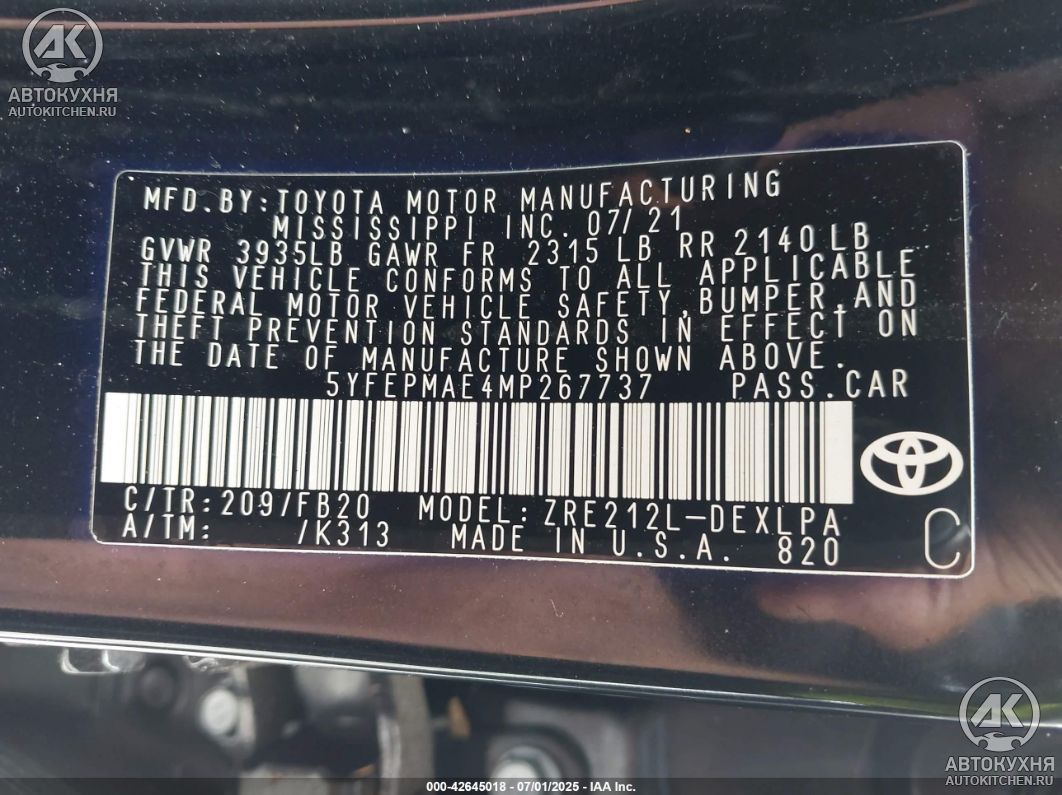 АК
АВТОКУХНЯ
AUTOKITCHEN.RU
MFD.BY:TOYOTA MOTOR MANUFACTURING
MISSISSIPPI INC. 07/21
GVWR 3935LB GAWR FR 2315 LB RR 2140LB
THIS VEHICLE CONFORMS TO ALL APPLICABLE
FEDERAL MOTOR VEHICLE SAFETY,BUMPER,AND
THEFT PREVENTION STANDARDS IN EFFECT ON
THE DATE OF MANUFACTURE SHOWN ABOVE.
5YFEPMAE4MP267737 PASS.CAR
C/TR:209/FB20 MODEL:ZRE212L-DEXLPA
A/TM: /K313 MADE IN U.S.A. 820
C
АК
АВТОКУХНЯ
AUTOKITCHEN.RU
000-42645018 - 07/01/2025 - IAA Inc.